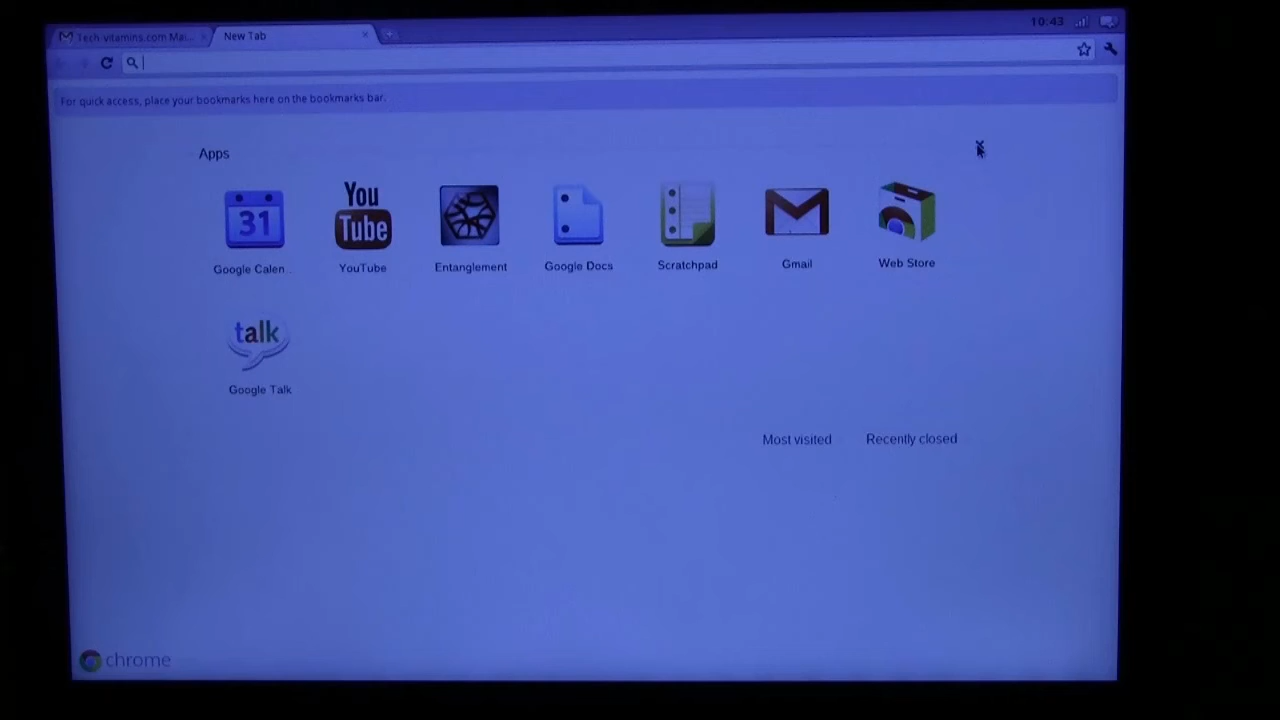 10:43
Tech-vitamins.com Mai...
New Tab
For quick access, place your bookmarks here on the bookmarks bar.
Apps
31
You
Tube
talk
Google Calen..
YouTube
Entanglement
Google Docs
Scratchpad
Gmail
Web Store
Google Talk
Most visited
Recently closed
chrome